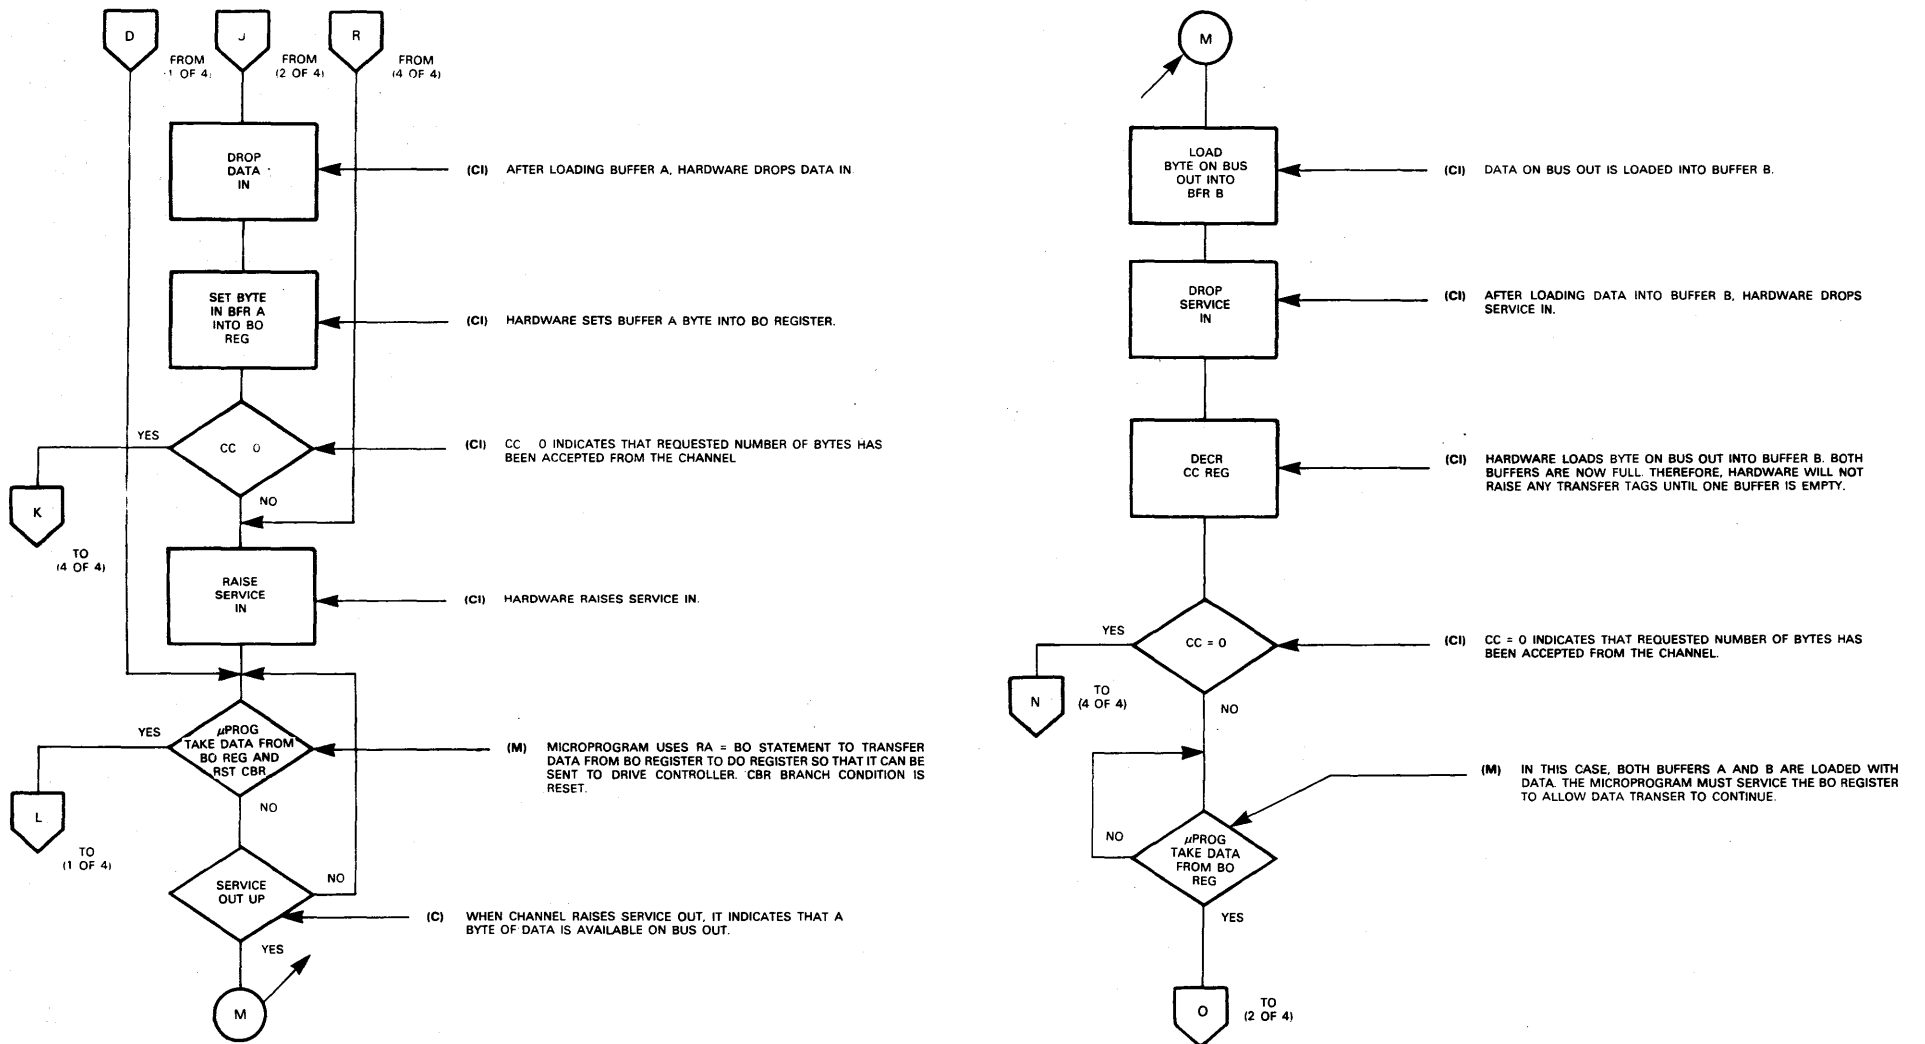 D
FROM
(1 OF 4)
J
FROM
(2 OF 4)
R
FROM
(4 OF 4)
DROP
DATA
IN
(CI) AFTER LOADING BUFFER A, HARDWARE DROPS DATA IN.
SET BYTE
IN BFR A
INTO BO
REG
(CI) HARDWARE SETS BUFFER A BYTE INTO BO REGISTER.
YES
CC 0
(CI) CC 0 INDICATES THAT REQUESTED NUMBER OF BYTES HAS
BEEN ACCEPTED FROM THE CHANNEL
NO
K
TO
(4 OF 4)
RAISE
SERVICE
IN
(CI) HARDWARE RAISES SERVICE IN.
YES
μPROG
TAKE DATA FROM
BO REG AND
RST CBR
(M) MICROPROGRAM USES RA = BO STATEMENT TO TRANSFER
DATA FROM BO REGISTER TO DO REGISTER SO THAT IT CAN BE
SENT TO DRIVE CONTROLLER. CBR BRANCH CONDITION IS
RESET.
NO
L
TO
(1 OF 4)
SERVICE
OUT UP
NO
(C) WHEN CHANNEL RAISES SERVICE OUT, IT INDICATES THAT A
BYTE OF DATA IS AVAILABLE ON BUS OUT.
YES
M
M
LOAD
BYTE ON BUS
OUT INTO
BFR B
(CI) DATA ON BUS OUT IS LOADED INTO BUFFER B.
DROP
SERVICE
IN
(CI) AFTER LOADING DATA INTO BUFFER B, HARDWARE DROPS
SERVICE IN.
DECR
CC REG
(CI) HARDWARE LOADS BYTE ON BUS OUT INTO BUFFER B. BOTH
BUFFERS ARE NOW FULL. THEREFORE, HARDWARE WILL NOT
RAISE ANY TRANSFER TAGS UNTIL ONE BUFFER IS EMPTY.
YES
CC = 0
(CI) CC = 0 INDICATES THAT REQUESTED NUMBER OF BYTES HAS
BEEN ACCEPTED FROM THE CHANNEL.
N
TO
(4 OF 4)
NO
(M) IN THIS CASE, BOTH BUFFERS A AND B ARE LOADED WITH
DATA. THE MICROPROGRAM MUST SERVICE THE BO REGISTER
TO ALLOW DATA TRANSER TO CONTINUE.
NO
μPROG
TAKE DATA
FROM BO
REG
YES
O
TO
(2 OF 4)